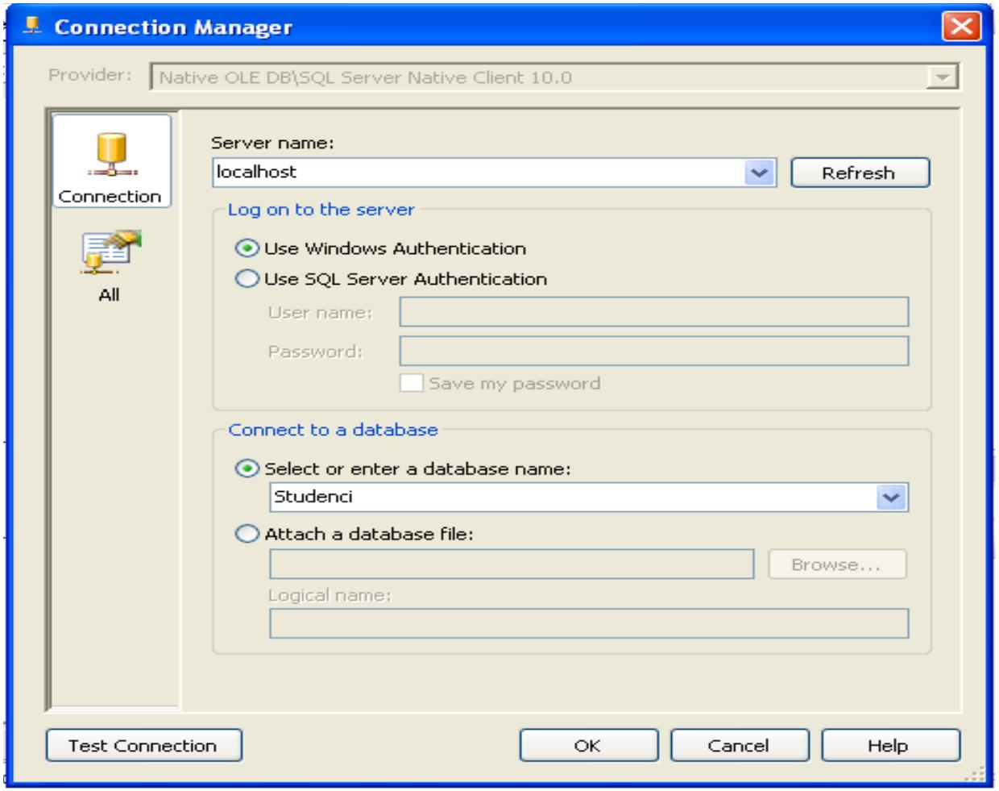 Connection Manager
Provider: Native OLE DB\SQL Server Native Client 10.0
Connection
All
Server name:
localhost Refresh
Log on to the server
Use Windows Authentication
Use SQL Server Authentication
User name:
Password:
Save my password
Connect to a database
Select or enter a database name:
Studenci
Attach a database file:
Browse...
Logical name:
Test Connection OK Cancel Help